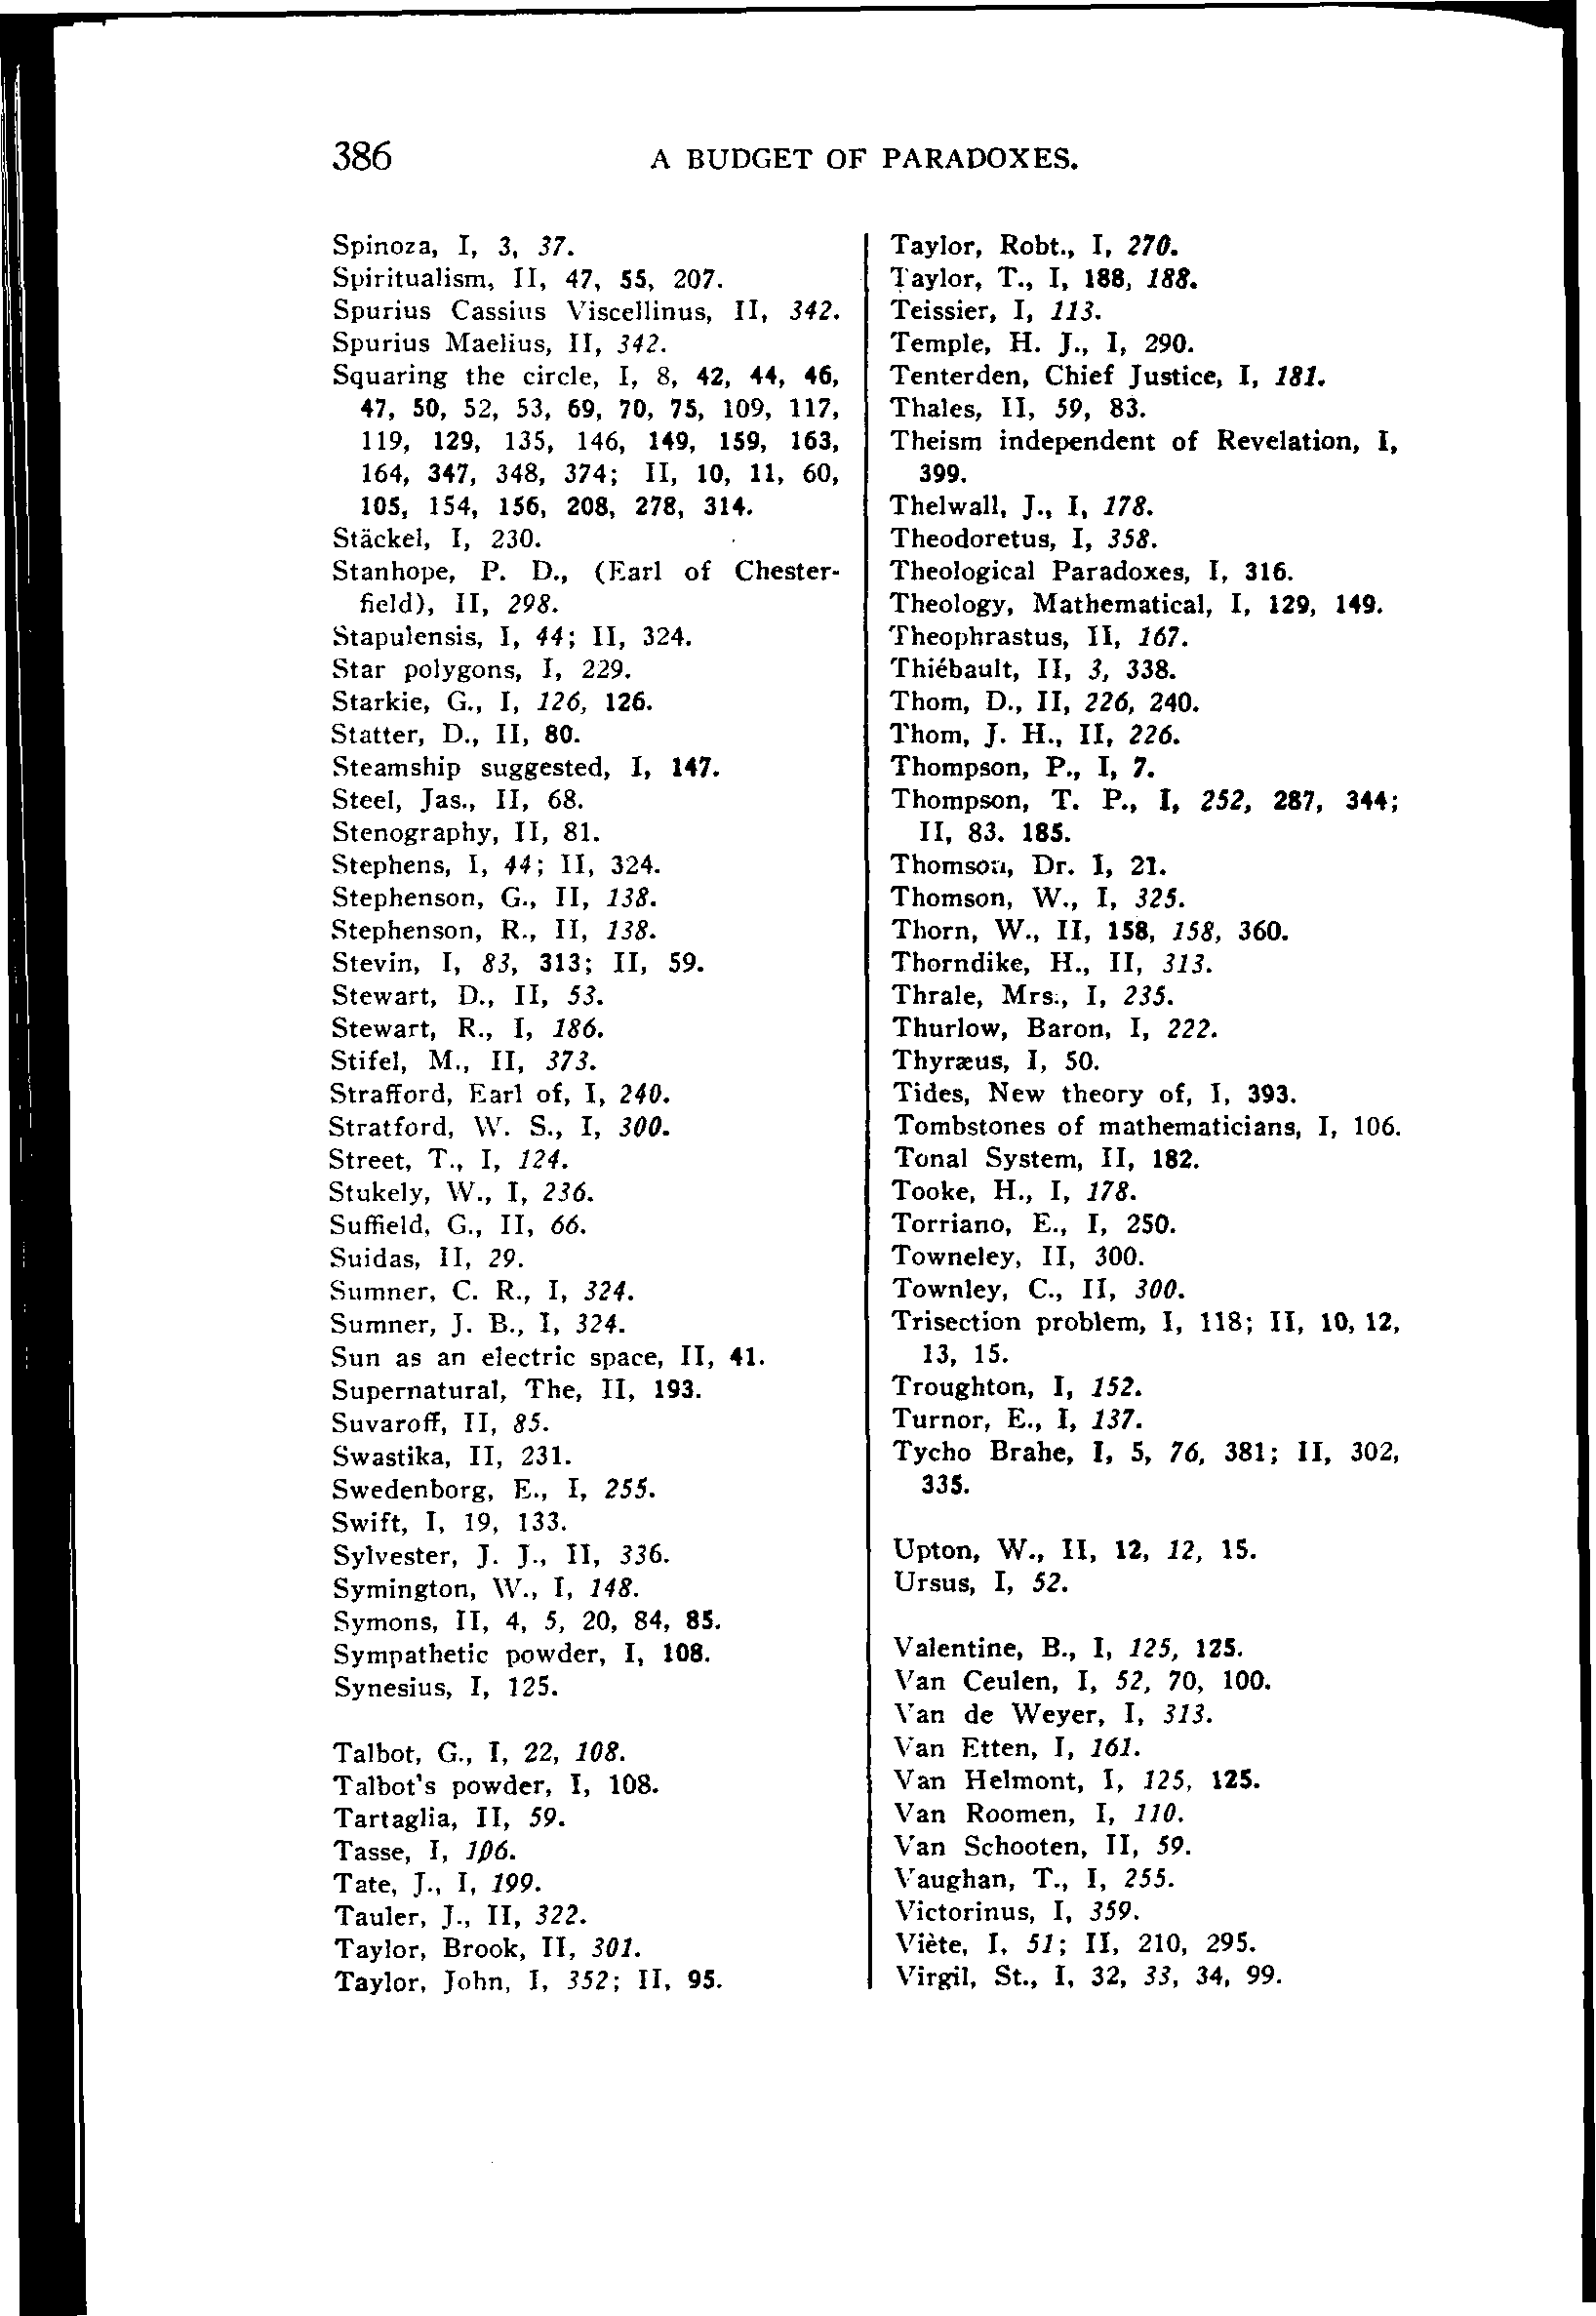 386
A BUDGET OF PARADOXES.
Spinoza, I, 3, 37.
Spiritualism, II, 47, 55, 207.
Spurius Cassius Viscellinus, II, 342.
Spurius Maelius, II, 342.
Squaring the circle, I, 8, 42, 44, 46,
47, 50, 52, 53, 69, 70, 75, 109, 117,
119, 129, 135, 146, 149, 159, 163,
164, 347, 348, 374; II, 10, 11, 60,
105, 154, 156, 208, 278, 314.
Stäckel, I, 230.
Stanhope, P. D., (Earl of Chester-
field), II, 298.
Stapulensis, I, 44; II, 324.
Star polygons, I, 229.
Starkie, G., I, 126, 126.
Statter, D., II, 80.
Steamship suggested, I, 147.
Steel, Jas., II, 68.
Stenography, II, 81.
Stephens, I, 44; II, 324.
Stephenson, G., II, 138.
Stephenson, R., II, 138.
Stevin, I, 83, 313; II, 59.
Stewart, D., II, 53.
Stewart, R., I, 186.
Stifel, M., II, 373.
Strafford, Earl of, I, 240.
Stratford, W. S., I, 300.
Street, T., I, 124.
Stukely, W., I, 236.
Suffield, G., II, 66.
Suidas, II, 29.
Sumner, C. R., I, 324.
Sumner, J. B., I, 324.
Sun as an electric space, II, 41.
Supernatural, The, II, 193.
Suvaroff, II, 85.
Swastika, II, 231.
Swedenborg, E., I, 255.
Swift, I, 19, 133.
Sylvester, J. J., II, 336.
Symington, W., I, 148.
Symons, II, 4, 5, 20, 84, 85.
Sympathetic powder, I, 108.
Synesius, I, 125.
Talbot, G., I, 22, 108.
Talbot's powder, I, 108.
Tartaglia, II, 59.
Tasse, I, 106.
Tate, J., I, 199.
Tauler, J., II, 322.
Taylor, Brook, II, 301.
Taylor, John, I, 352; II, 95.
Taylor, Robt., I, 270.
Taylor, T., I, 188, 188.
Teissier, I, 113.
Temple, H. J., I, 290.
Tenterden, Chief Justice, I, 181.
Thales, II, 59, 83.
Theism independent of Revelation, I,
399.
Thelwall, J., I, 178.
Theodoretus, I, 358.
Theological Paradoxes, I, 316.
Theology, Mathematical, I, 129, 149.
Theophrastus, II, 167.
Thiébault, II, 3, 338.
Thom, D., II, 226, 240.
Thom, J. H., II, 226.
Thompson, P., I, 7.
Thompson, T. P., I, 252, 287, 344;
II, 83. 185.
Thomson, Dr. I, 21.
Thomson, W., I, 325.
Thorn, W., II, 158, 158, 360.
Thorndike, H., II, 313.
Thrale, Mrs., I, 235.
Thurlow, Baron, I, 222.
Thyræus, I, 50.
Tides, New theory of, I, 393.
Tombstones of mathematicians, I, 106.
Tonal System, II, 182.
Tooke, H., I, 178.
Torriano, E., I, 250.
Towneley, II, 300.
Townley, C., II, 300.
Trisection problem, I, 118; II, 10, 12,
13, 15.
Troughton, I, 152.
Turnor, E., I, 137.
Tycho Brahe, I, 5, 76, 381; II, 302,
335.
Upton, W., II, 12, 12, 15.
Ursus, I, 52.
Valentine, B., I, 125, 125.
Van Ceulen, I, 52, 70, 100.
Van de Weyer, I, 313.
Van Etten, I, 161.
Van Helmont, I, 125, 125.
Van Roomen, I, 110.
Van Schooten, II, 59.
Vaughan, T., I, 255.
Victorinus, I, 359.
Viète, I, 51; II, 210, 295.
Virgil, St., I, 32, 33, 34, 99.